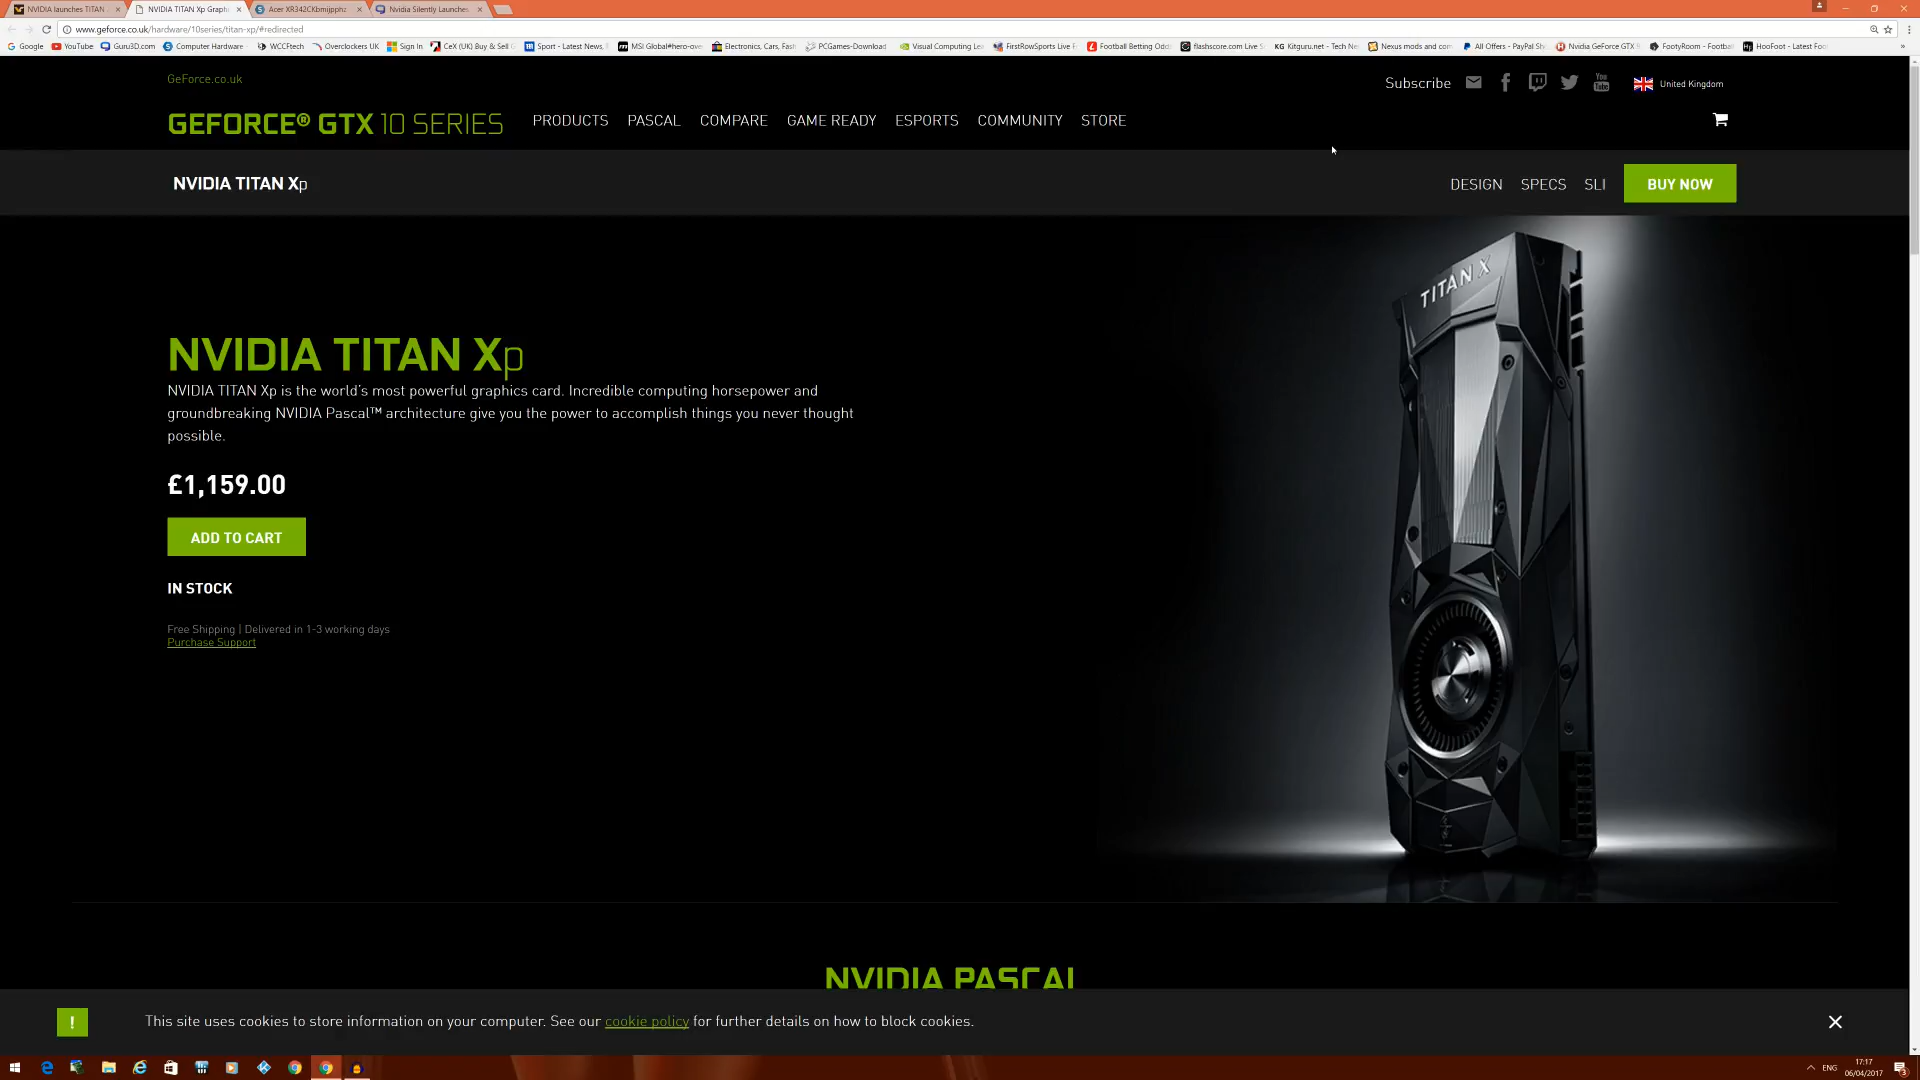 NVIDIA launches TITAN
NVIDIA TITAN Xp Graph
Acer XR342CKbmijpphz
Nvidia Silently Launches
www.geforce.co.uk/hardware/10series/titan-xp/#redirected
Google YouTube Guru3D.com Computer Hardware WCCFtech Overclockers UK Sign In CeX (UK) Buy & Sell Sport - Latest News, MSI Global#hero-ove Electronics, Cars, Fash PCGames-Download Visual Computing Lea FirstRowSports Live Football Betting Odd flashscore.com Live S Kitguru.net - Tech Ne Nexus mods and com All Offers - PayPal Sh Nvidia GeForce GTX FootyRoom - Football HooFoot - Latest Foo
GeForce.co.uk
Subscribe
You Tube
United Kingdom
GEFORCE® GTX 10 SERIES
PRODUCTS PASCAL COMPARE GAME READY ESPORTS COMMUNITY STORE
NVIDIA TITAN Xp
DESIGN SPECS SLI BUY NOW
TITAN X
NVIDIA TITAN Xp
NVIDIA TITAN Xp is the world's most powerful graphics card. Incredible computing horsepower and
groundbreaking NVIDIA Pascal™ architecture give you the power to accomplish things you never thought
possible.
£1,159.00
ADD TO CART
IN STOCK
Free Shipping | Delivered in 1-3 working days
Purchase Support
NVIDIA PASCAL
! This site uses cookies to store information on your computer. See our cookie policy for further details on how to block cookies.
ENG
17:17
06/04/2017